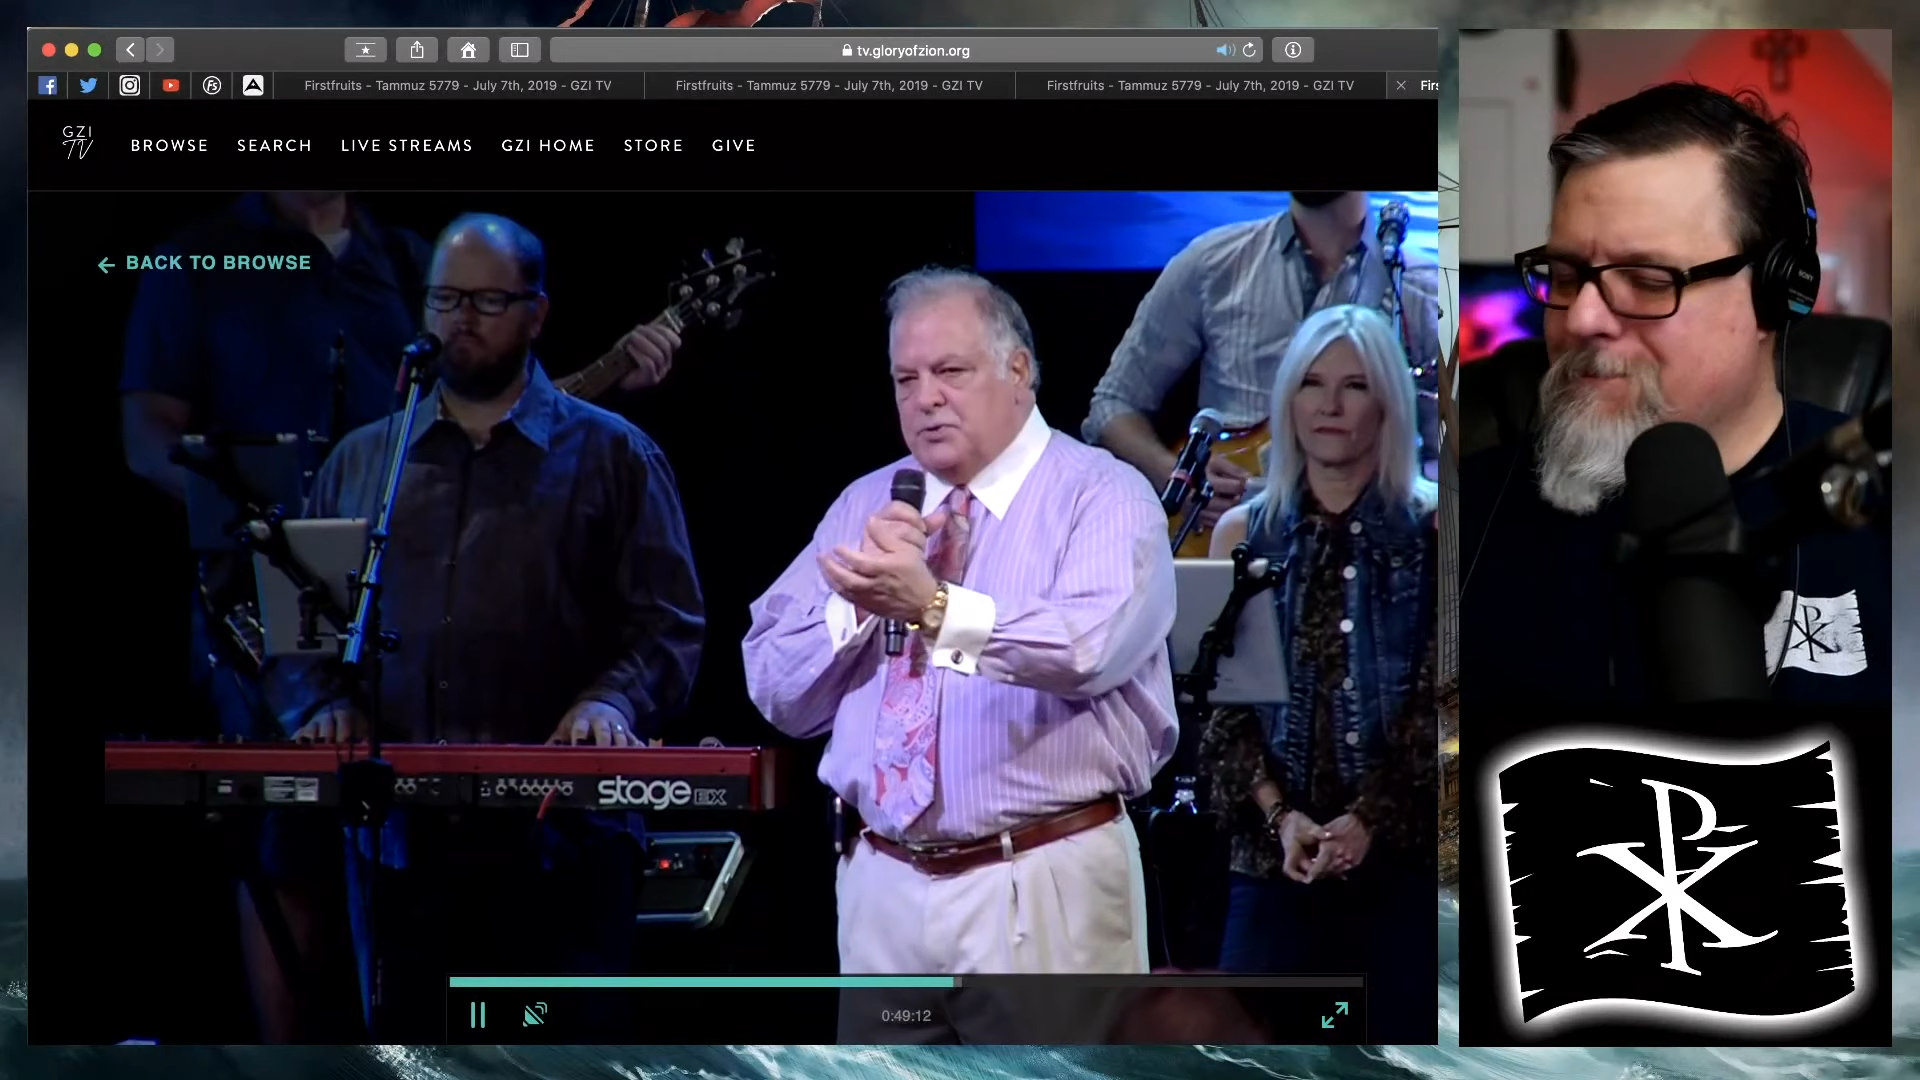 tv.gloryofzion.org
Firstfruits - Tammuz 5779 - July 7th, 2019 - GZI TV
Firstfruits - Tammuz 5779 - July 7th, 2019 - GZI TV
Firstfruits - Tammuz 5779 - July 7th, 2019 - GZI TV
Firs
GZI
TV
BROWSE
SEARCH
LIVE STREAMS
GZI HOME
STORE
GIVE
BACK TO BROWSE
SONY
stage EX
0:49:12